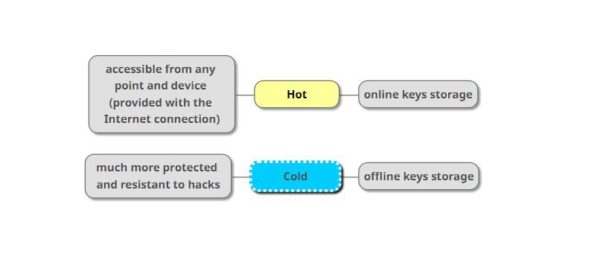 accessible from any
point and device
(provided with the
Internet connection)
Hot
online keys storage
much more protected
and resistant to hacks
Cold
offline keys storage